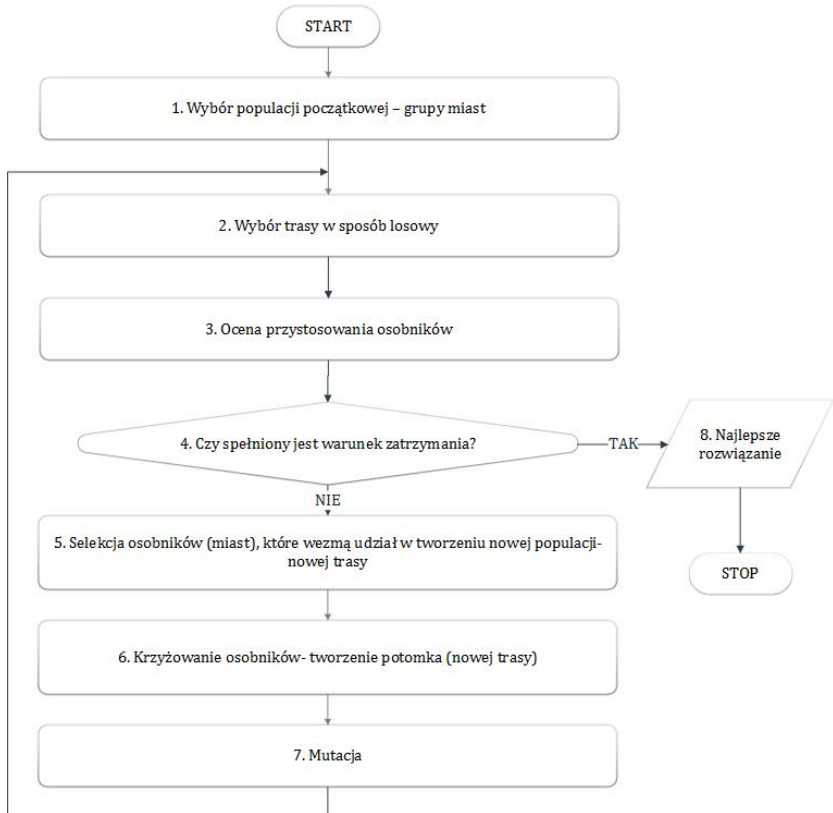 START
1. Wybór populacji początkowej – grupy miast
2. Wybór trasy w sposób losowy
3. Ocena przystosowania osobników
4. Czy spełniony jest warunek zatrzymania?
TAK
8. Najlepsze
rozwiązanie
NIE
5. Selekcja osobników (miast), które wezmą udział w tworzeniu nowej populacji-
nowej trasy
STOP
6. Krzyżowanie osobników- tworzenie potomka (nowej trasy)
7. Mutacja